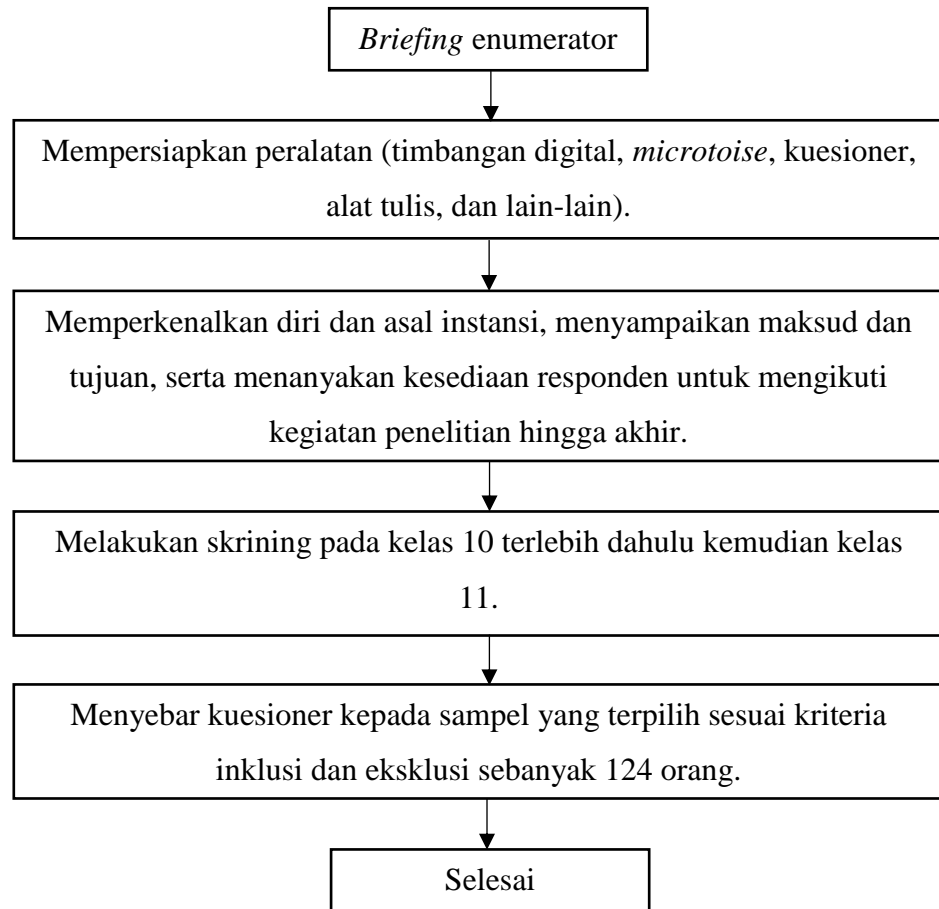 Briefing enumerator
Mempersiapkan peralatan (timbangan digital, microtoise, kuesioner,
alat tulis, dan lain-lain).
Memperkenalkan diri dan asal instansi, menyampaikan maksud dan
tujuan, serta menanyakan kesediaan responden untuk mengikuti
kegiatan penelitian hingga akhir.
Melakukan skrining pada kelas 10 terlebih dahulu kemudian kelas
11.
Menyebar kuesioner kepada sampel yang terpilih sesuai kriteria
inklusi dan eksklusi sebanyak 124 orang.
Selesai